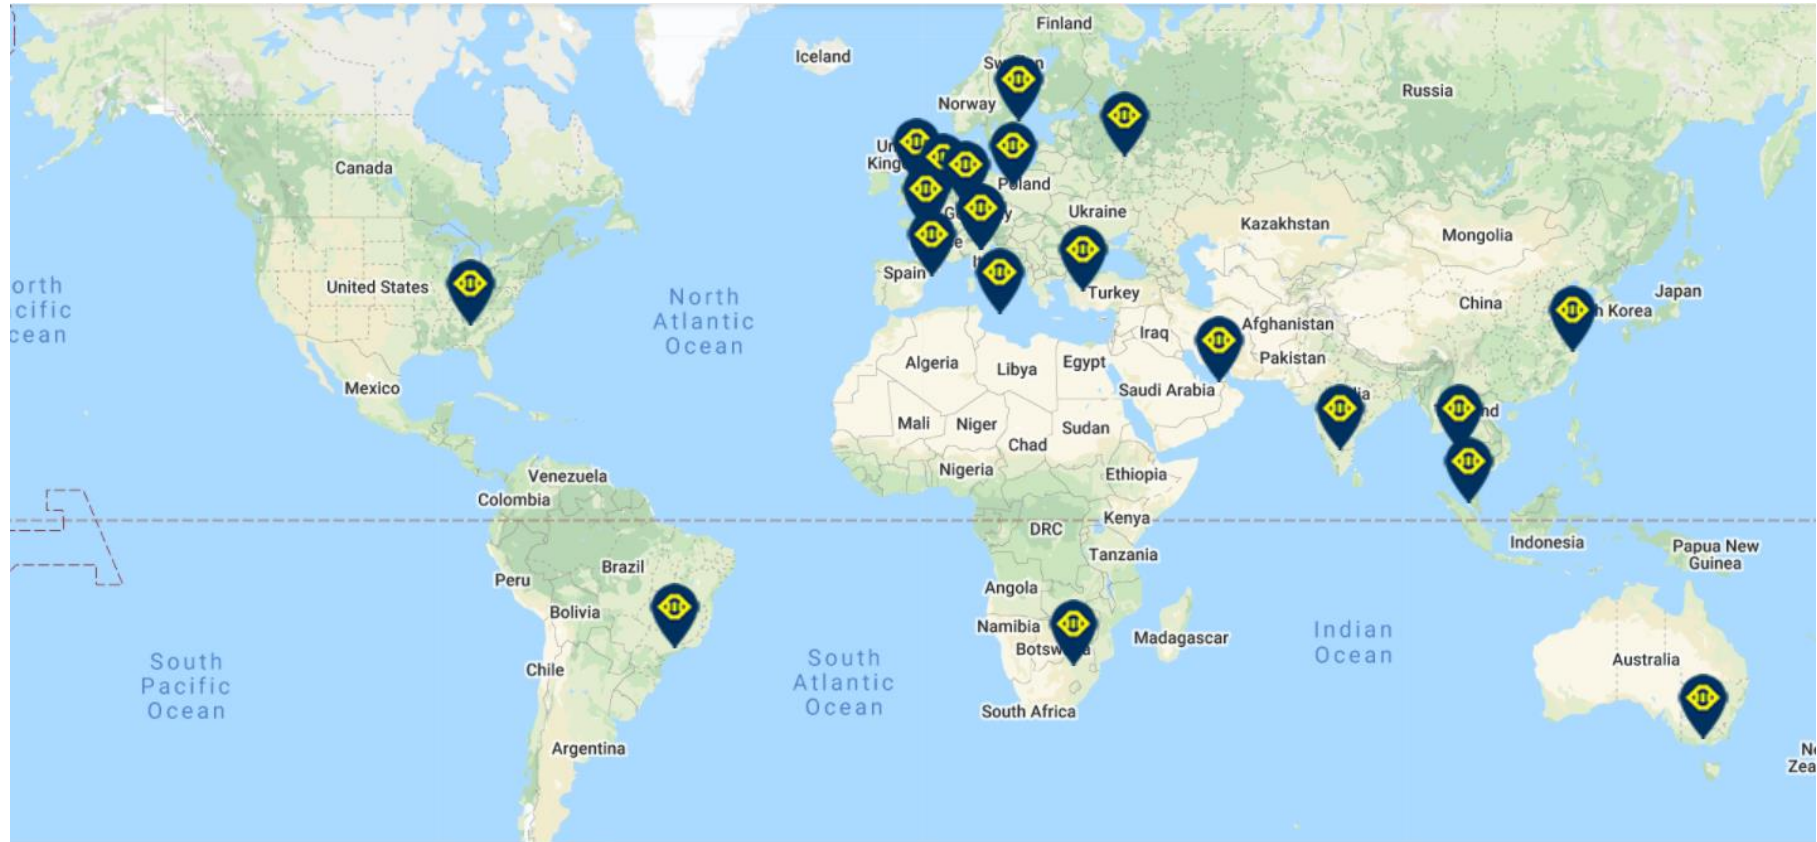 Finland
Iceland
Russia
Norway
Canada
Poland
Ukraine
Kazakhstan
Mongolia
Spain
United States
Turkey
China
Japan
North
Atlantic
Ocean
Iraq
Afghanistan
Pakistan
Algeria
Libya
Egypt
Saudi Arabia
Mexico
Mali
Niger
Sudan
Chad
Nigeria
Ethiopia
Venezuela
Colombia
Kenya
DRC
Tanzania
Indonesia
Papua New
Guinea
Brazil
Peru
Angola
Bolivia
Namibia
Madagascar
Indian
Ocean
Australia
Chile
South
Pacific
Ocean
South
Atlantic
Ocean
South Africa
Argentina